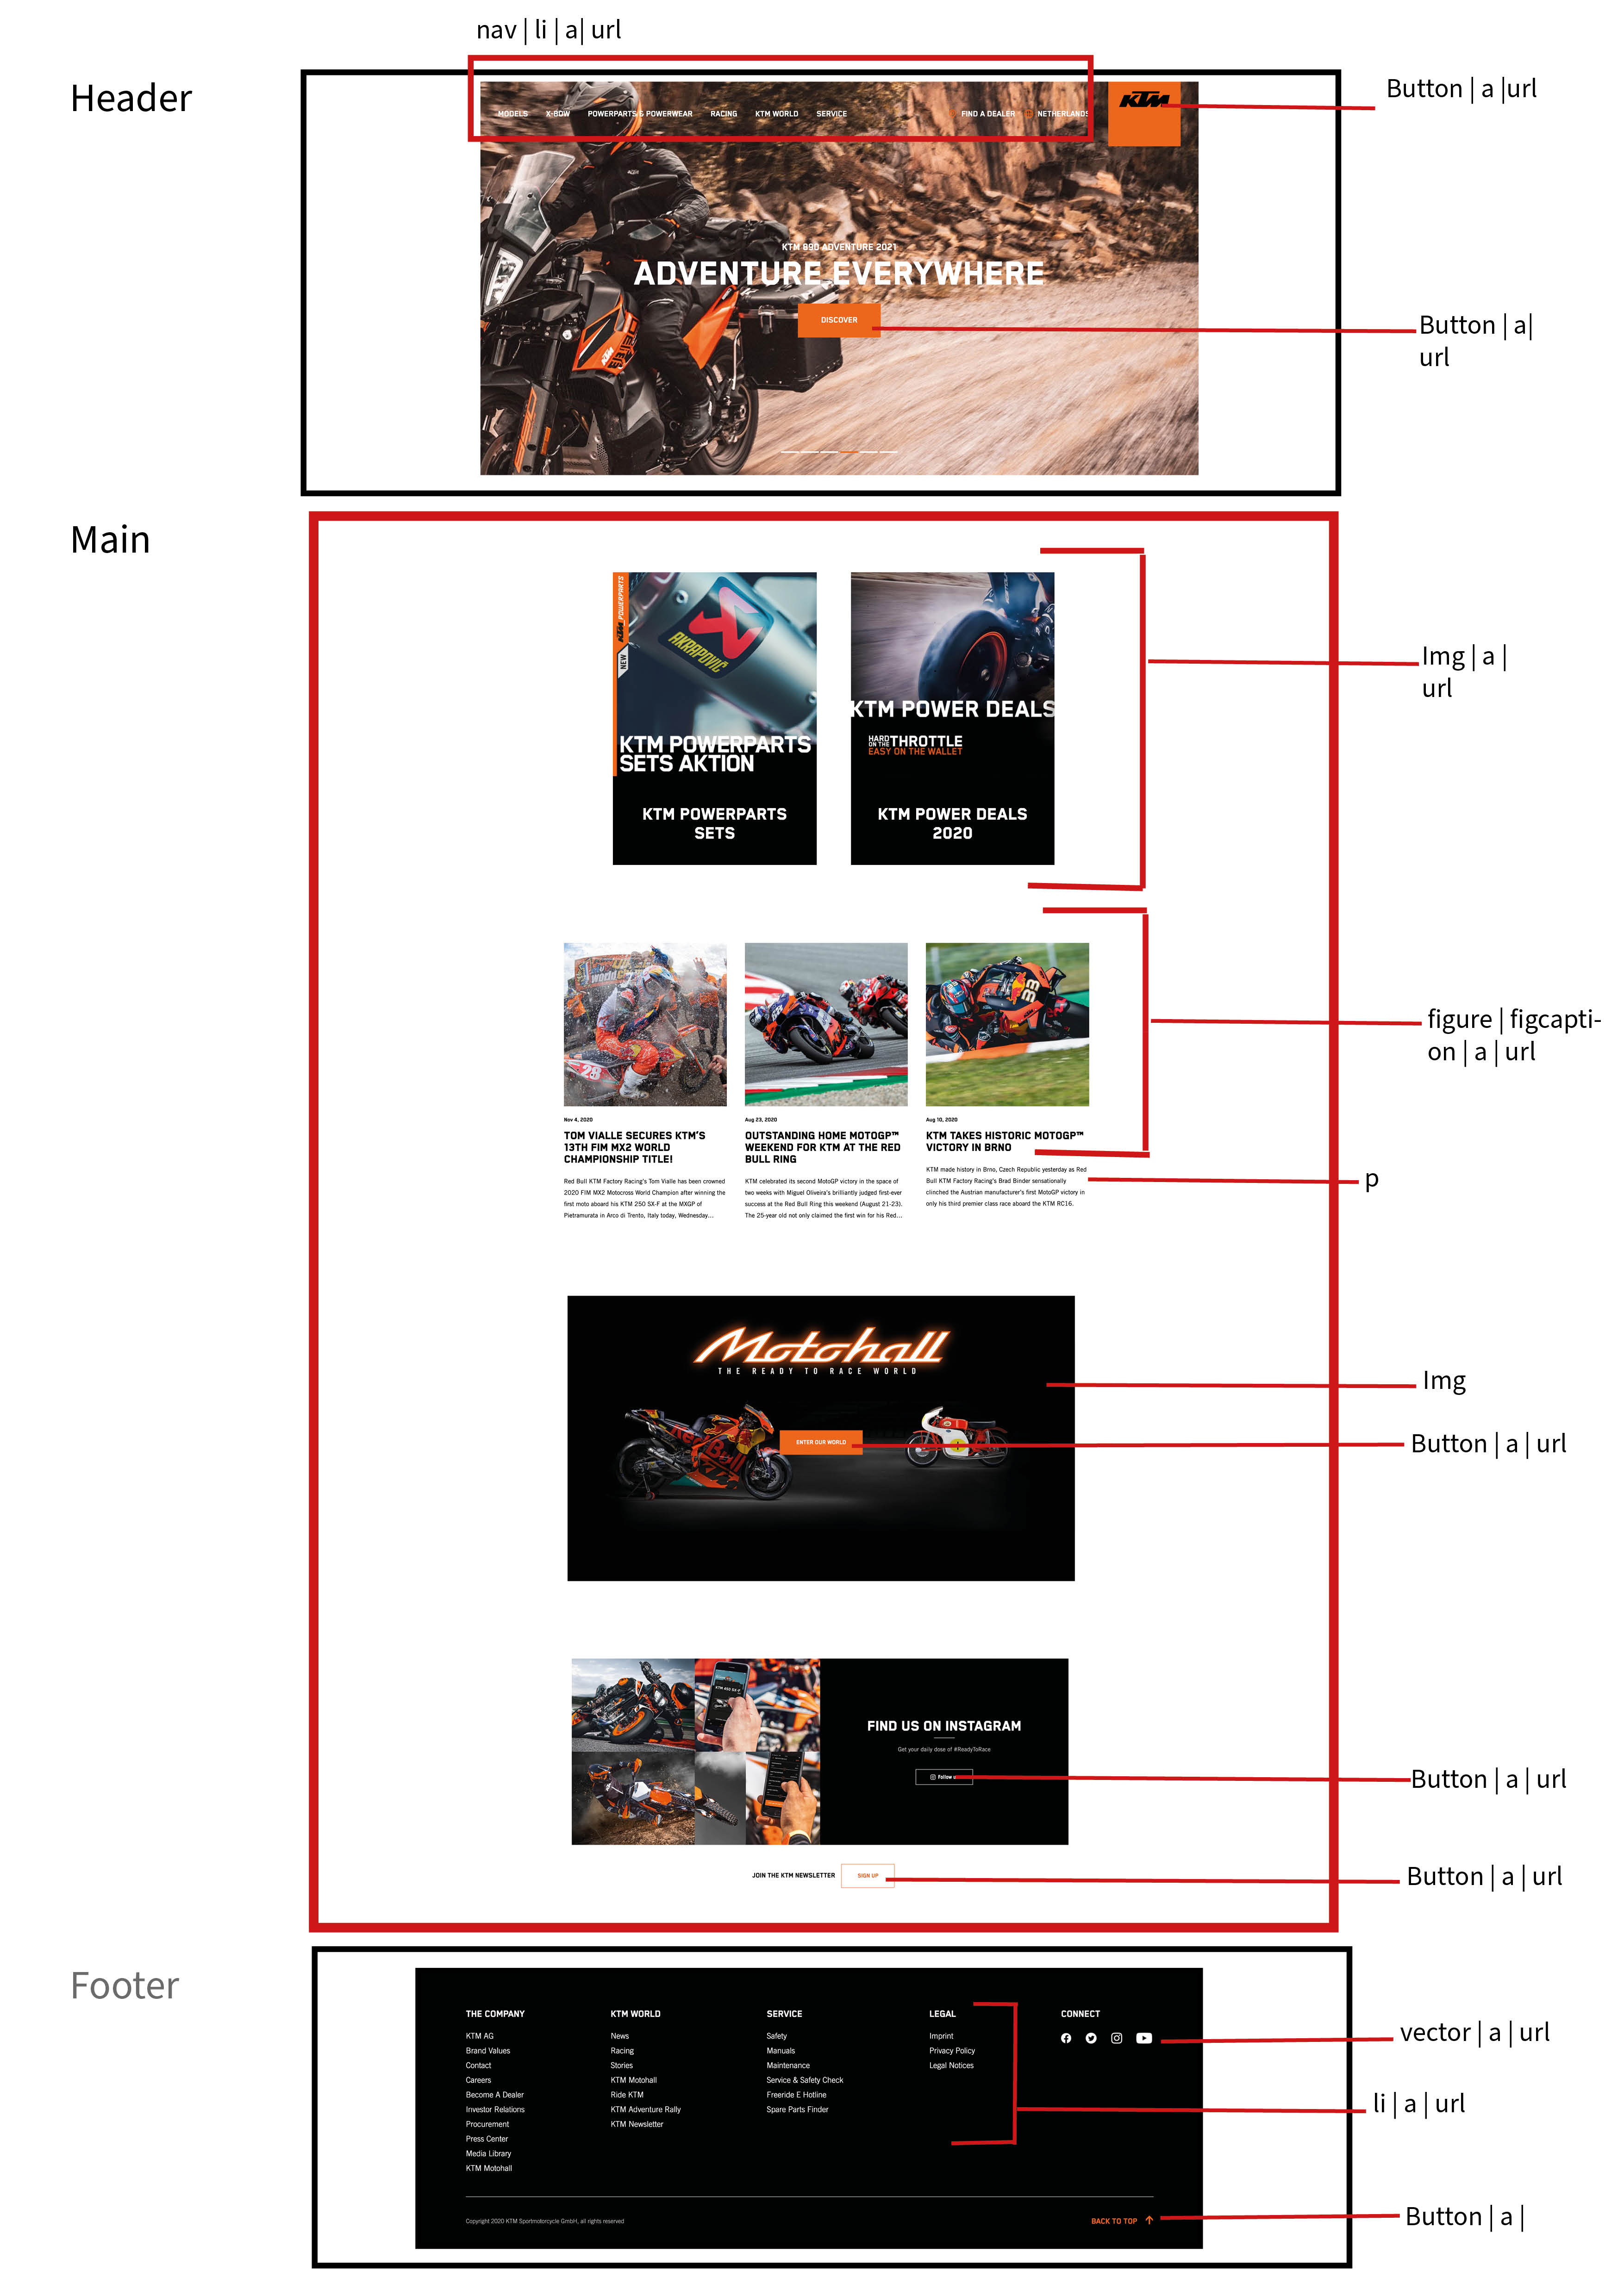 nav | li | a| url
Header
Button | a |url
MODELS X-BOW POWERPARTS & POWERWEAR RACING KTM WORLD SERVICE FIND A DEALER NETHERLANDS
KTM
KTM 890 ADVENTURE 2021
ADVENTURE EVERYWHERE
DISCOVER
Button | a|
url
Main
KTM POWERPARTS
NEW
AKRAPOVIČ
KTM POWERPARTS
SETS AKTION
KTM POWERPARTS
SETS
KTM POWER DEALS
HARD
ON THE THROTTLE
EASY ON THE WALLET
KTM POWER DEALS
2020
Img | a |
url
33
28
figure | figcapti-
on | a | url
Nov 4, 2020
TOM VIALLE SECURES KTM'S
13TH FIM MX2 WORLD
CHAMPIONSHIP TITLE!
Red Bull KTM Factory Racing's Tom Vialle has been crowned
2020 FIM MX2 Motocross World Champion after winning the
first moto aboard his KTM 250 SX-F at the MXGP of
Pietramurata in Arco di Trento, Italy today, Wednesday...
Aug 23, 2020
OUTSTANDING HOME MOTOGP™
WEEKEND FOR KTM AT THE RED
BULL RING
KTM celebrated its second MotoGP victory in the space of
two weeks with Miguel Oliveira's brilliantly judged first-ever
success at the Red Bull Ring this weekend (August 21-23).
The 25-year old not only claimed the first win for his Red...
Aug 10, 2020
KTM TAKES HISTORIC MOTOGP™
VICTORY IN BRNO
KTM made history in Brno, Czech Republic yesterday as Red
Bull KTM Factory Racing's Brad Binder sensationally
clinched the Austrian manufacturer's first MotoGP victory in
only his third premier class race aboard the KTM RC16.
p
Motohall
THE READY TO RACE WORLD
ENTER OUR WORLD
Img
Button | a | url
FIND US ON INSTAGRAM
Get your daily dose of #ReadyToRace
Follow
Button | a | url
JOIN THE KTM NEWSLETTER SIGN UP
Button | a | url
Footer
THE COMPANY
KTM AG
Brand Values
Contact
Careers
Become A Dealer
Investor Relations
Procurement
Press Center
Media Library
KTM Motohall
KTM WORLD
News
Racing
Stories
KTM Motohall
Ride KTM
KTM Adventure Rally
KTM Newsletter
SERVICE
Safety
Manuals
Maintenance
Service & Safety Check
Freeride E Hotline
Spare Parts Finder
LEGAL
Imprint
Privacy Policy
Legal Notices
CONNECT
vector | a | url
li | a | url
Copyright 2020 KTM Sportmotorcycle GmbH, all rights reserved
BACK TO TOP
Button | a |